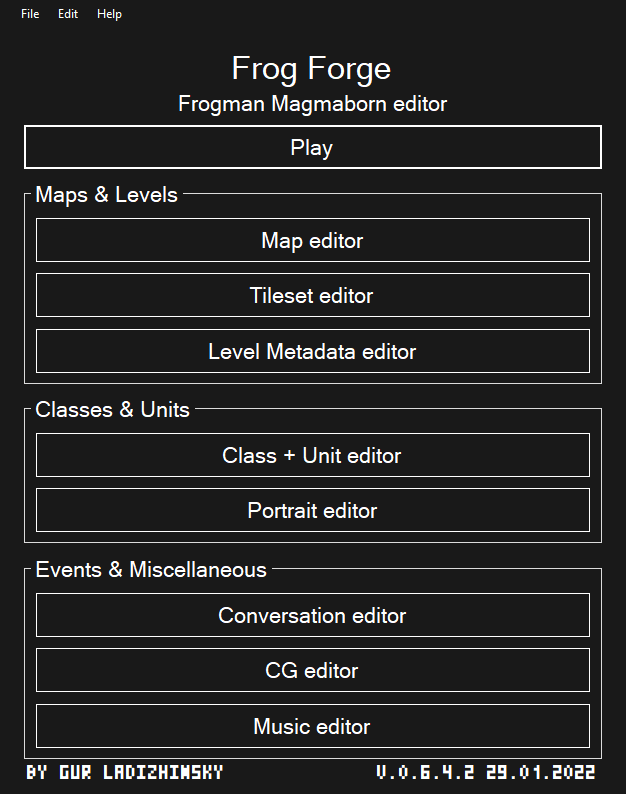 File Edit Help
Frog Forge
Frogman Magmaborn editor
Play
Maps & Levels
Map editor
Tileset editor
Level Metadata editor
Classes & Units
Class + Unit editor
Portrait editor
Events & Miscellaneous
Conversation editor
CG editor
Music editor
BY GUR LADIZHINSKY V.0.6.4.2 29.01.2022